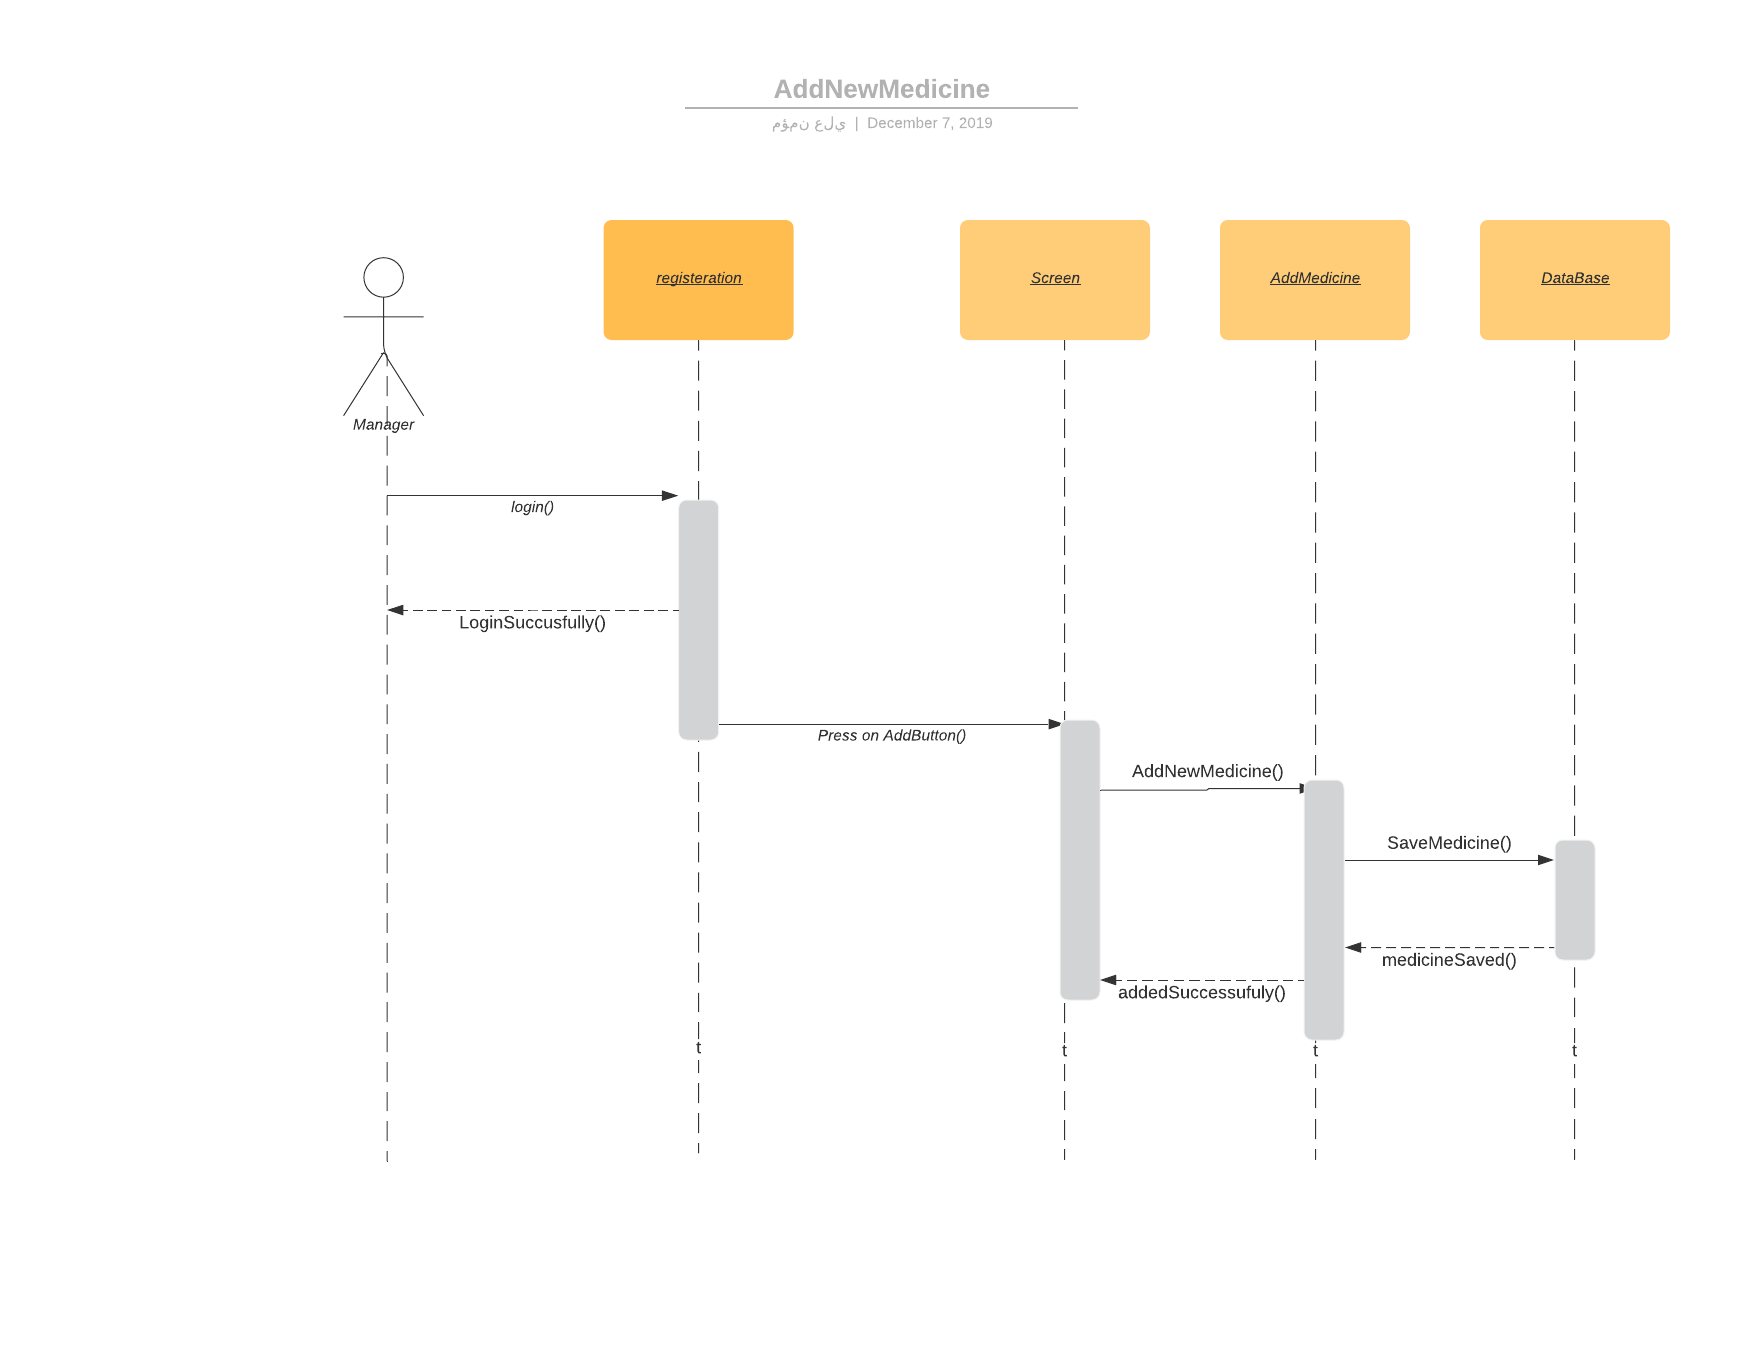 AddNewMedicine
مؤمن علي | December 7, 2019
registeration
Screen
AddMedicine
DataBase
Manager
login()
LoginSuccusfully()
Press on AddButton()
AddNewMedicine()
SaveMedicine()
medicineSaved()
addedSuccessufuly()
t
t
t
t